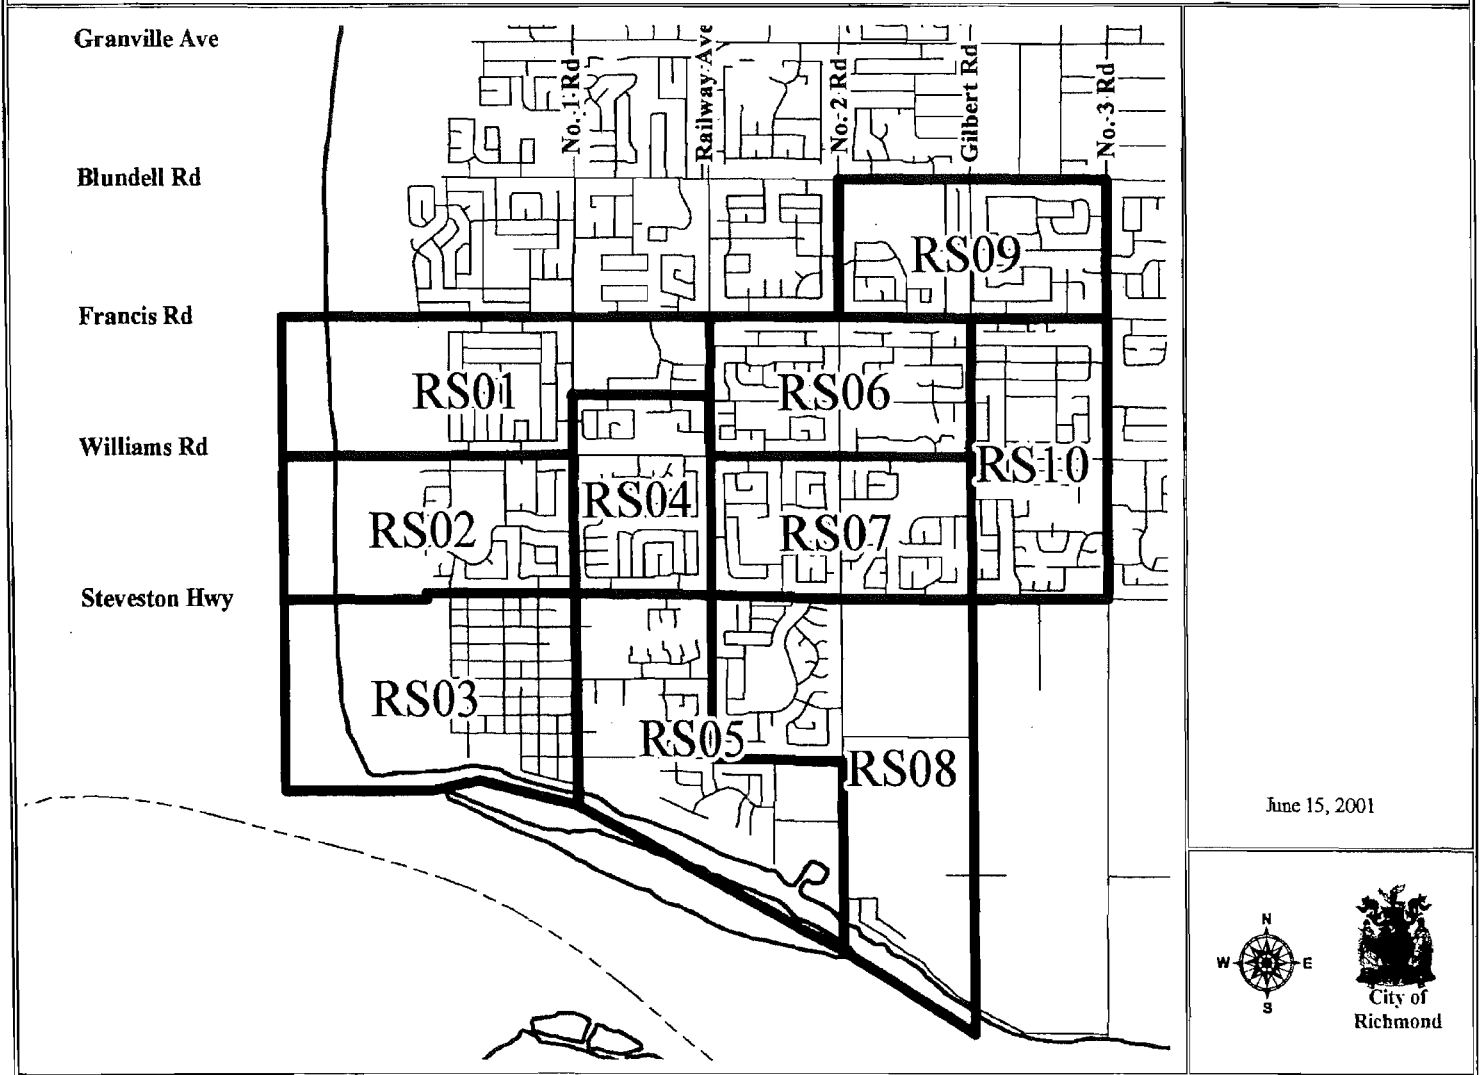 Granville Ave
No. 1 Rd
Railway Ave
No. 2 Rd
Gilbert Rd
No. 3 Rd
Blundell Rd
RS09
Francis Rd
RS01
RS06
Williams Rd
RS10
RS04
RS02
RS07
Steveston Hwy
RS03
RS05
RS08
June 15, 2001
N
W
E
S
City of
Richmond